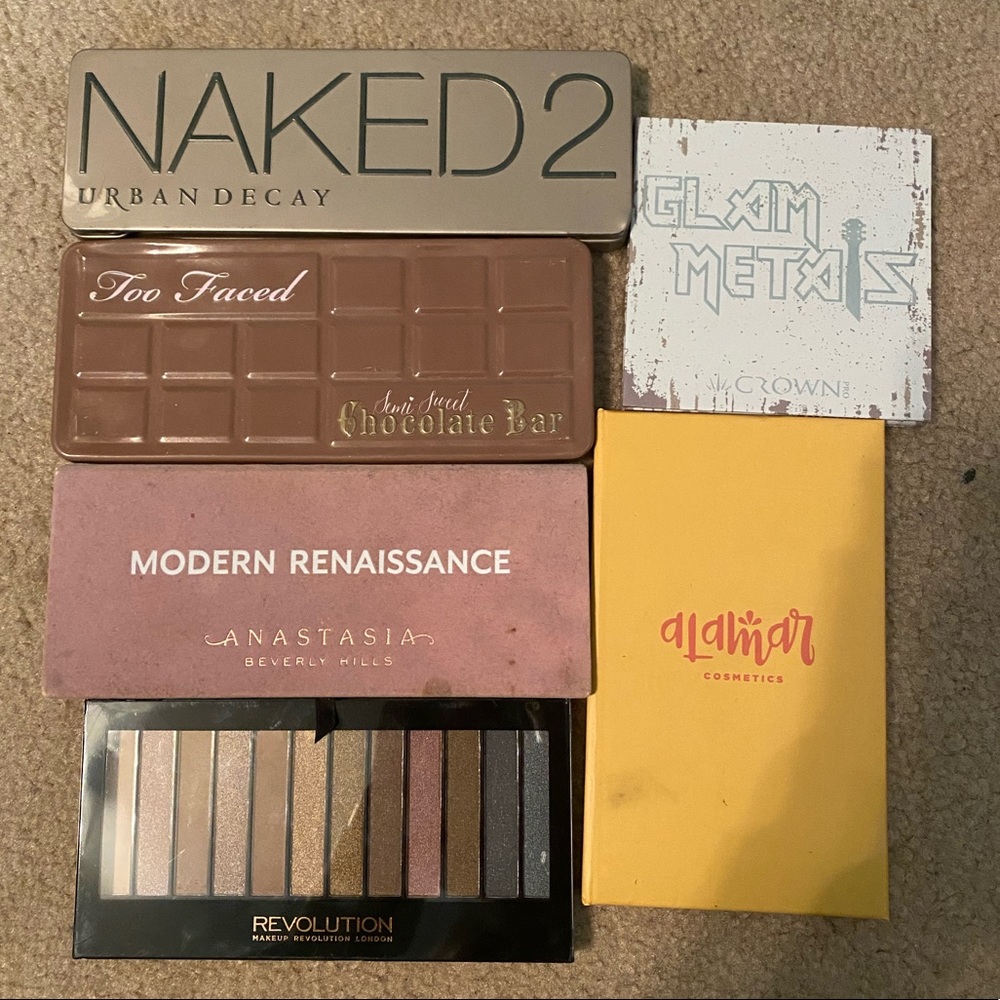 NAKED2
URBAN DECAY
Too Faced
Semi Sweet
Chocolate Bar
MODERN RENAISSANCE
ANASTASIA
BEVERLY HILLS
REVOLUTION
MAKEUP REVOLUTION LONDON
GLAM
METALS
CROWN PRO
aLamar
COSMETICS